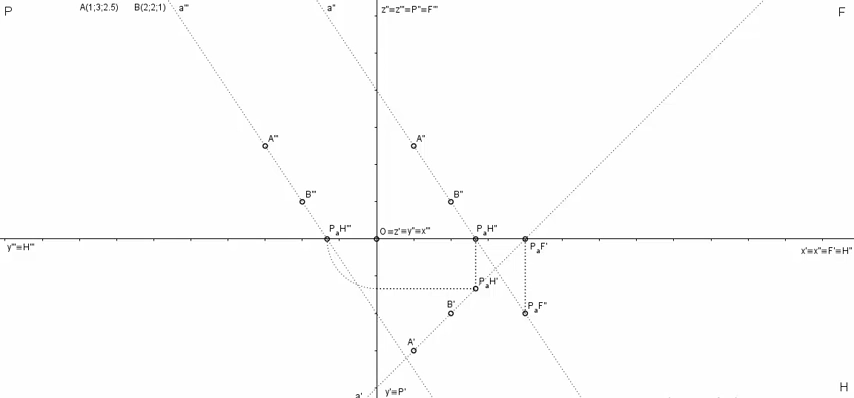 P A(1;3;2.5) B(2;2;1) a''' a'' z''≡z'''≡P''≡F''' F
A''' A''
B''' B''
PaH''' O≡z'≡y''≡x''' PaH'' PaF'
y'''≡H''' x'≡x''≡F'≡H''
PaH'
B' PaF''
A'
a' y'≡P' H